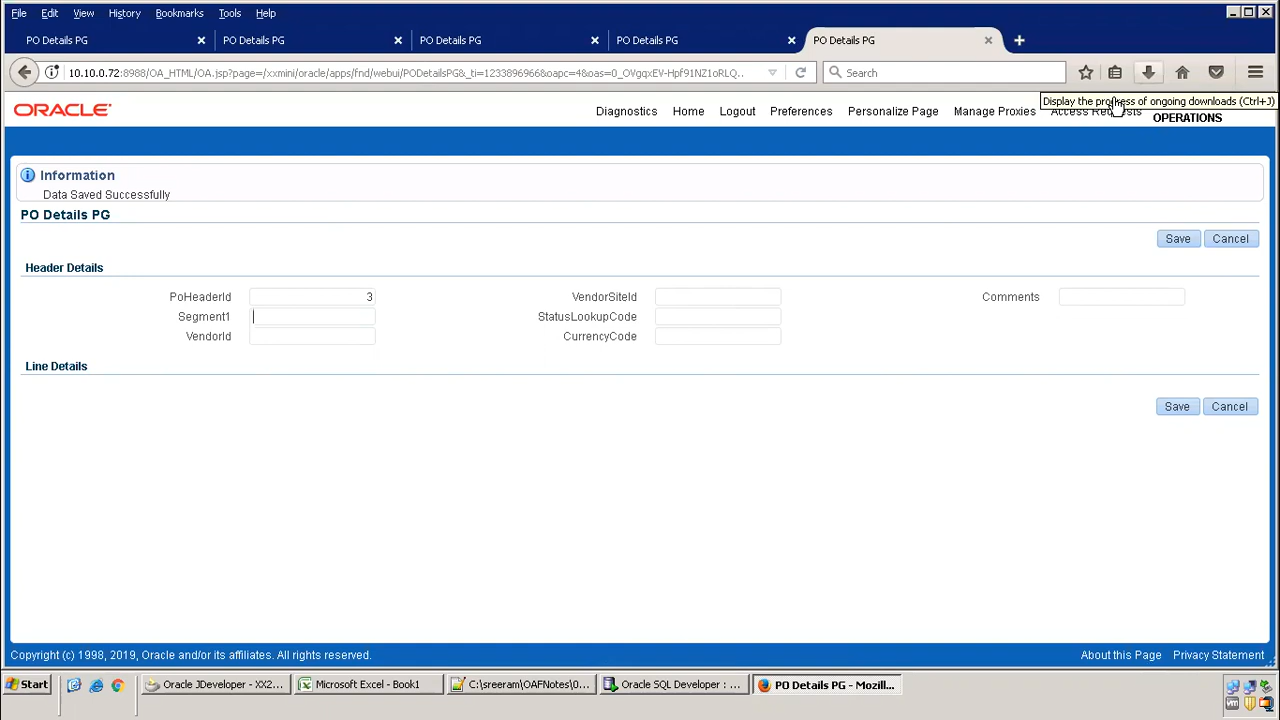 File Edit View History Bookmarks Tools Help
PO Details PG PO Details PG PO Details PG PO Details PG PO Details PG
10.10.0.72:8988/OA_HTML/OA.jsp?page=/xxmini/oracle/apps/fnd/webui/PODetailsPG&_ti=1233896966&oapc=4&oas=0_OVgqxEV-Hpf91NZ1oRLQ.. Search
Display the progress of ongoing downloads (Ctrl+J)
ORACLE Diagnostics Home Logout Preferences Personalize Page Manage Proxies Access Requests OPERATIONS
Information
Data Saved Successfully
PO Details PG
Save Cancel
Header Details
PoHeaderId 3 VendorSiteId Comments
Segment1 StatusLookupCode
VendorId CurrencyCode
Line Details
Save Cancel
Copyright (c) 1998, 2019, Oracle and/or its affiliates. All rights reserved. About this Page Privacy Statement
Start Oracle JDeveloper - XX2... Microsoft Excel - Book1 C:\sreeram\OAFNotes\0... Oracle SQL Developer : ... PO Details PG - Mozill...